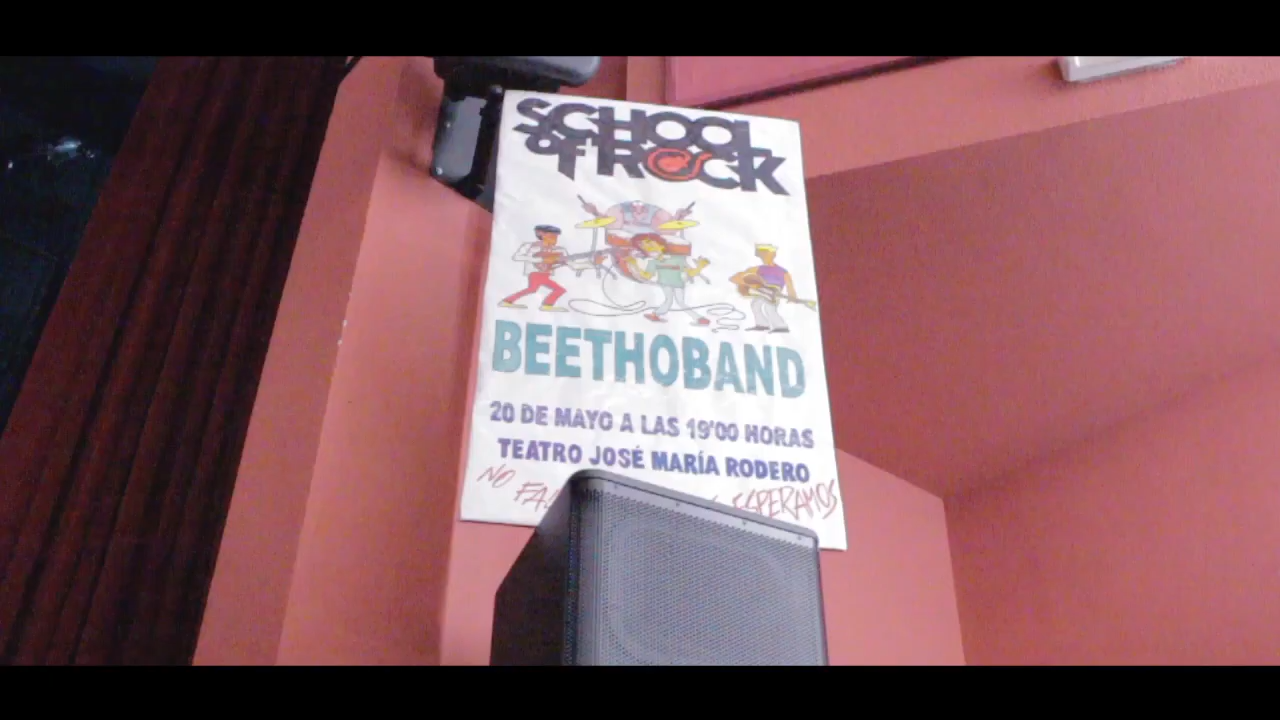 SCHOOL
of ROCK
BEETHOBAND
20 DE MAYO A LAS 19'00 HORAS
TEATRO JOSÉ MARÍA RODERO
NO ESPERAMOS